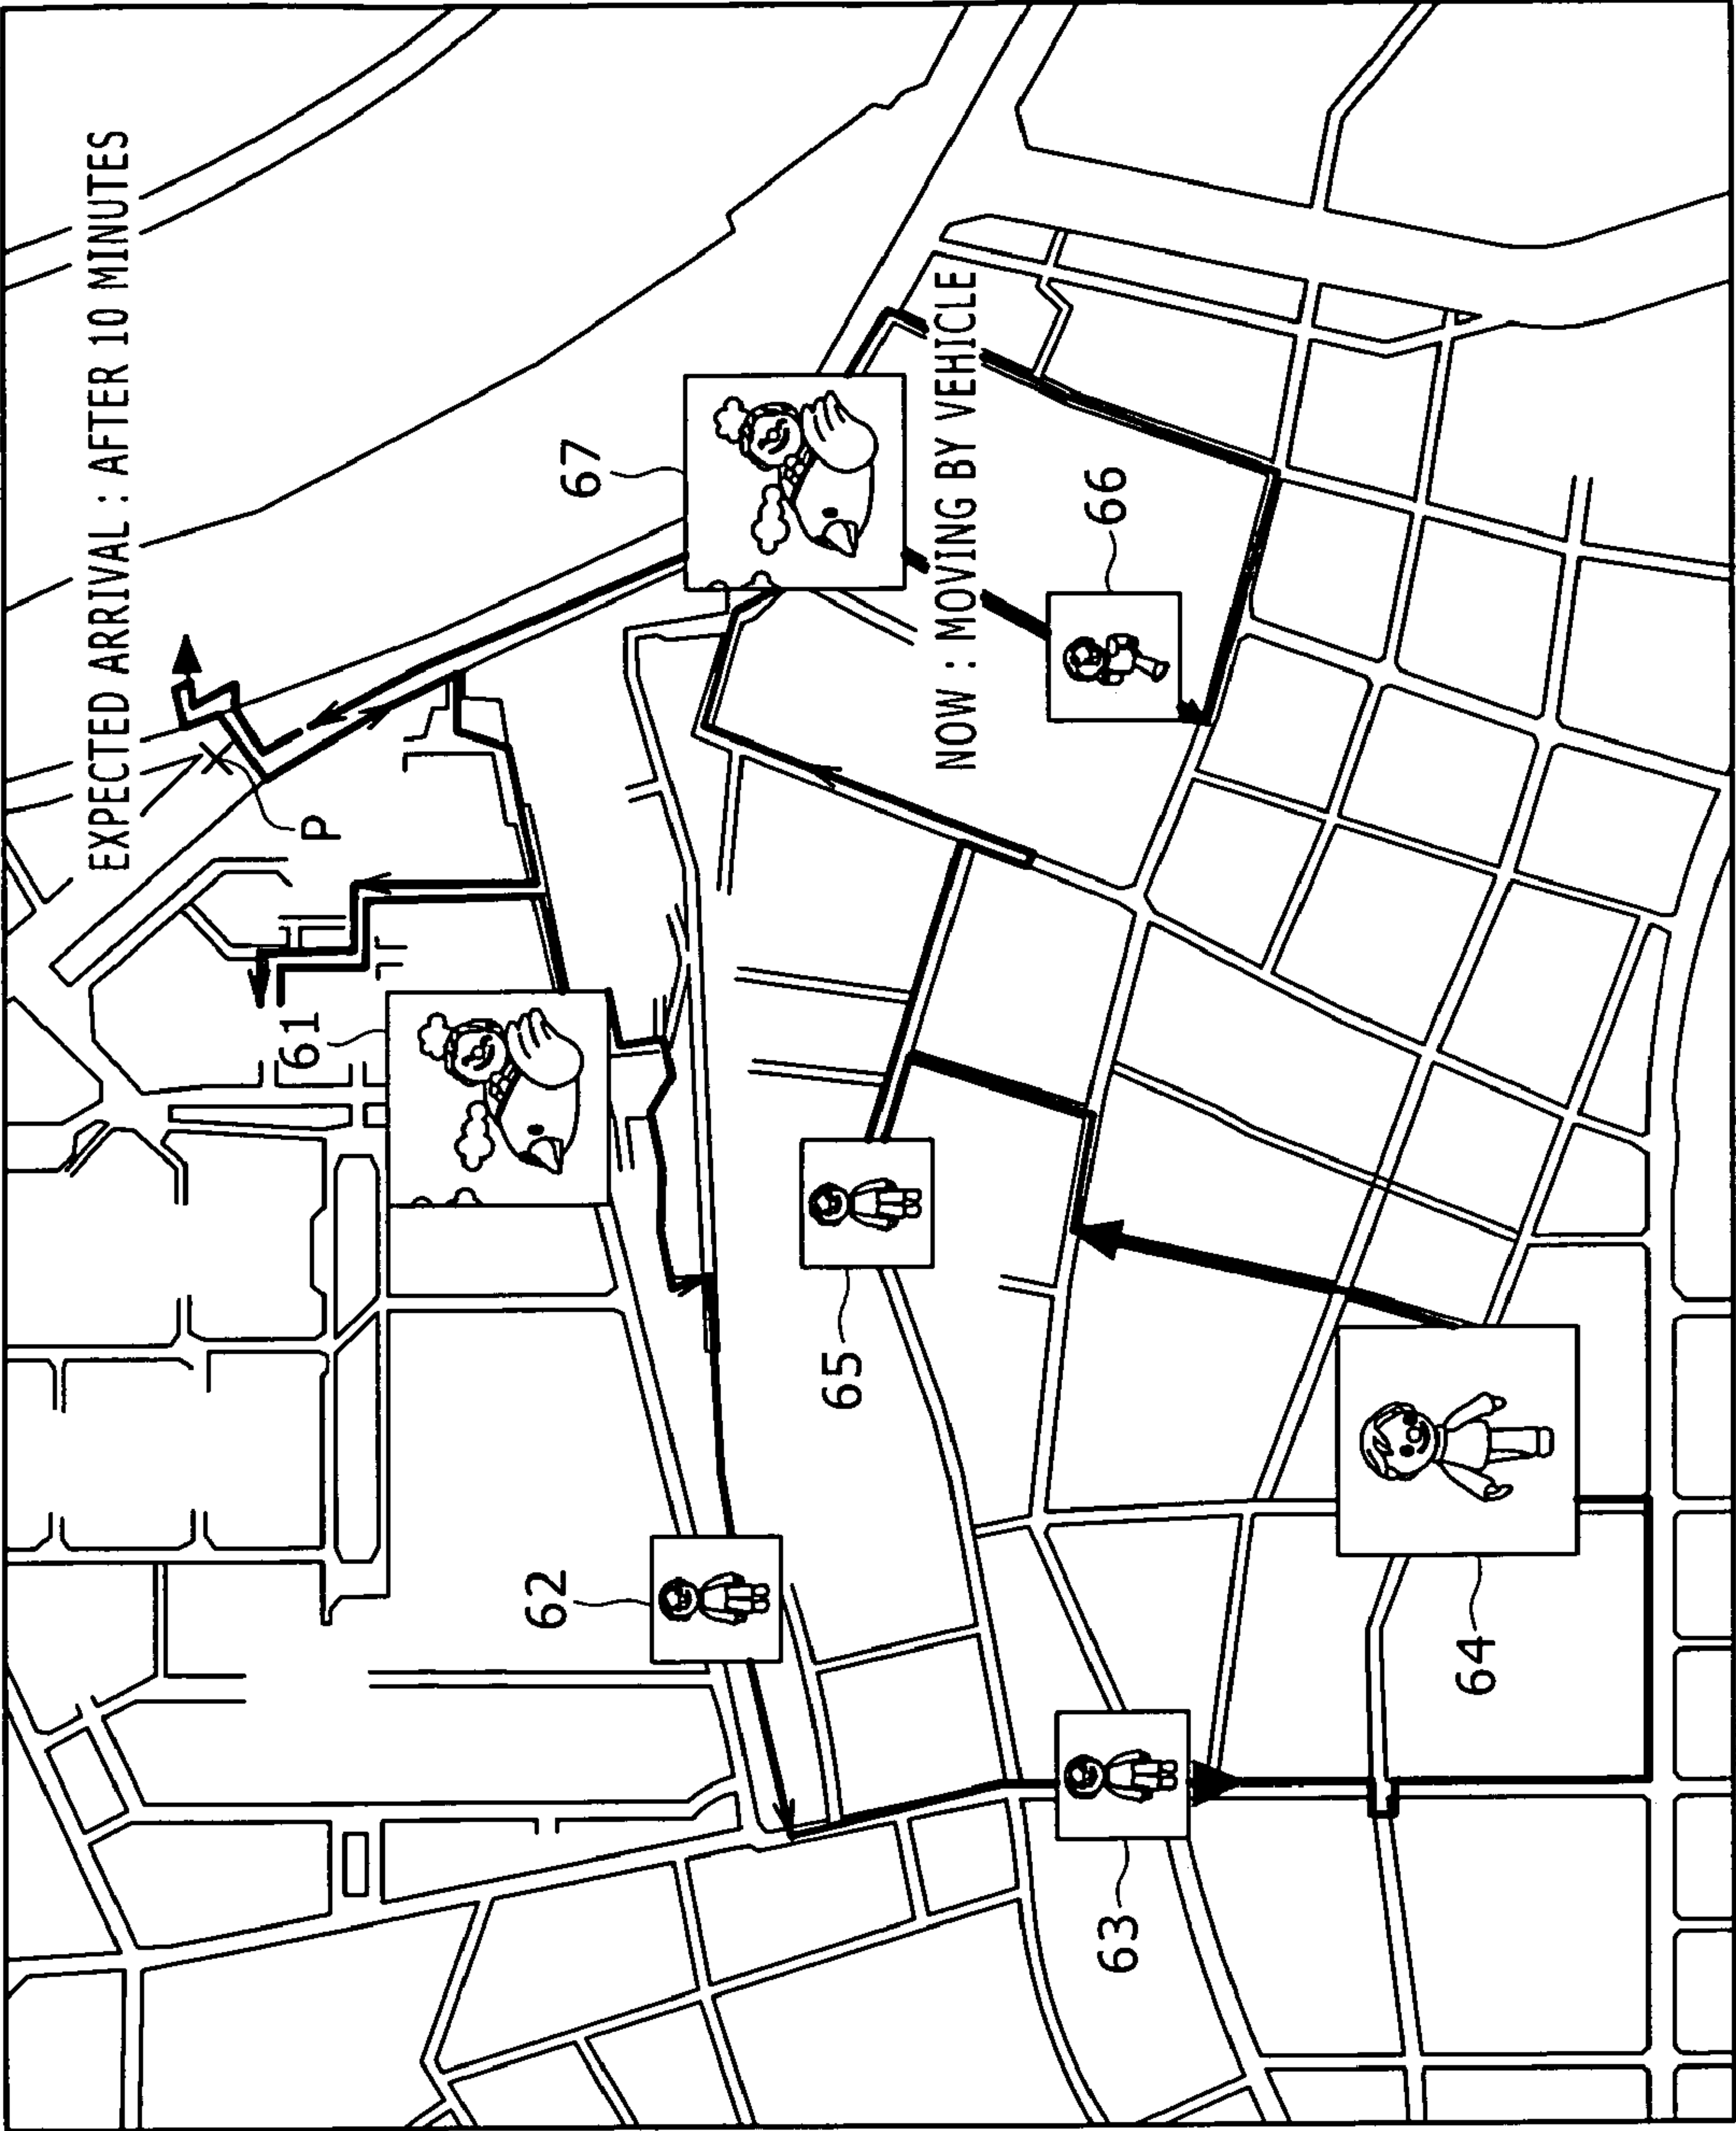 EXPECTED ARRIVAL : AFTER 10 MINUTES
P
61
67
NOW : MOVING BY VEHICLE
66
62
65
63
64